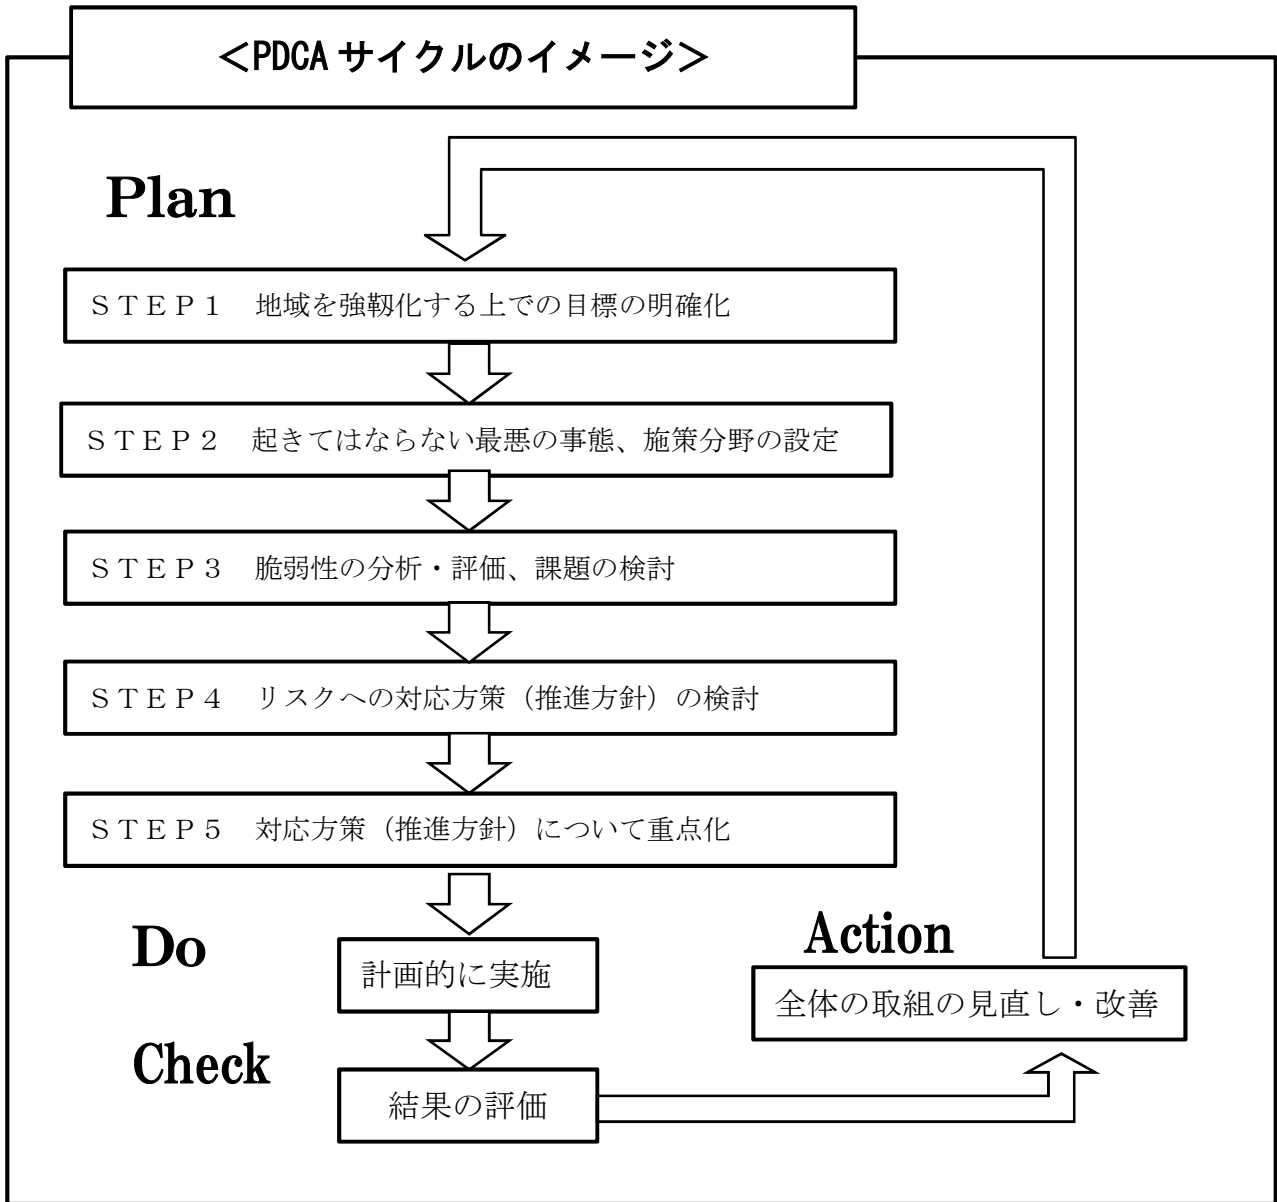 <PDCA サイクルのイメージ>
Plan
ＳＴＥＰ１　地域を強靱化する上での目標の明確化
ＳＴＥＰ２　起きてはならない最悪の事態、施策分野の設定
ＳＴＥＰ３　脆弱性の分析・評価、課題の検討
ＳＴＥＰ４　リスクへの対応方策（推進方針）の検討
ＳＴＥＰ５　対応方策（推進方針）について重点化
Do
計画的に実施
Check
結果の評価
Action
全体の取組の見直し・改善